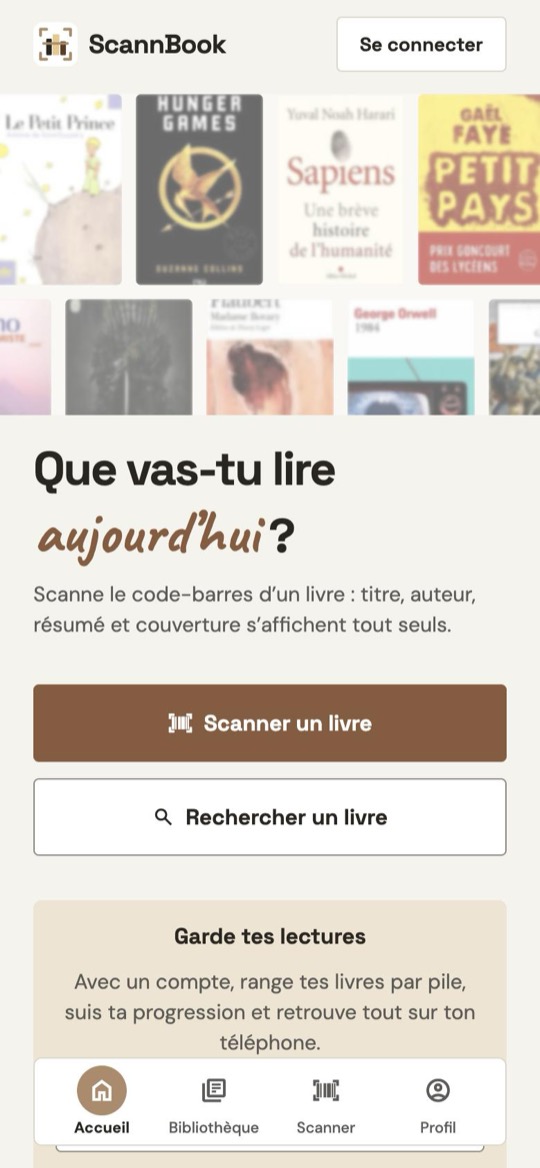 ScannBook
Se connecter
Le Petit Prince
HUNGER
GAMES
SUZANNE COLLINS
Yuval Noah Harari
Sapiens
Une brève
histoire
de l'humanité
GAËL
FAYE
PETIT
PAYS
PRIX GONCOURT
DES LYCÉENS
Flaubert
Madame Bovary
George Orwell
1984
Que vas-tu lire
aujourd'hui ?
Scanne le code-barres d'un livre : titre, auteur,
résumé et couverture s'affichent tout seuls.
Scanner un livre
Rechercher un livre
Garde tes lectures
Avec un compte, range tes livres par pile,
suis ta progression et retrouve tout sur ton
téléphone.
Accueil
Bibliothèque
Scanner
Profil